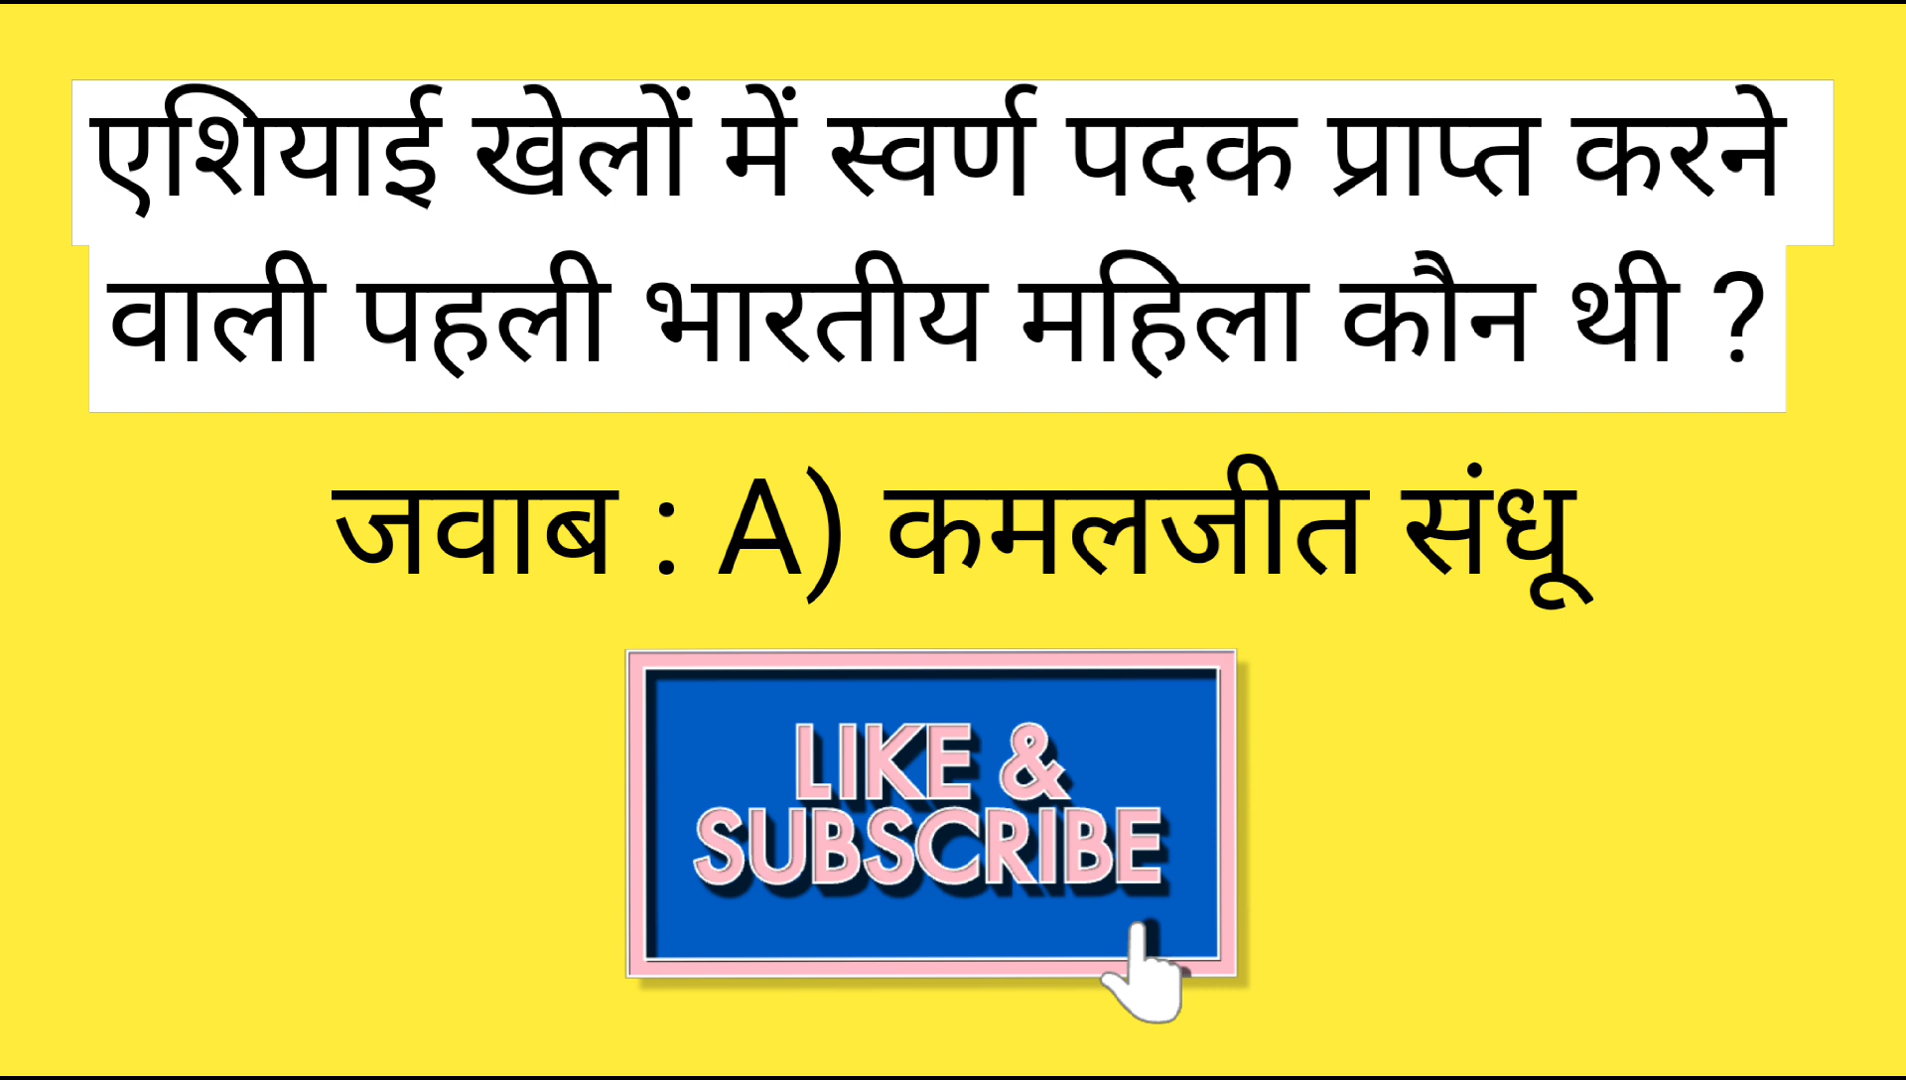 एशियाई खेलों में स्वर्ण पदक प्राप्त करने
वाली पहली भारतीय महिला कौन थी ?
जवाब : A) कमलजीत संधू
LIKE &
SUBSCRIBE